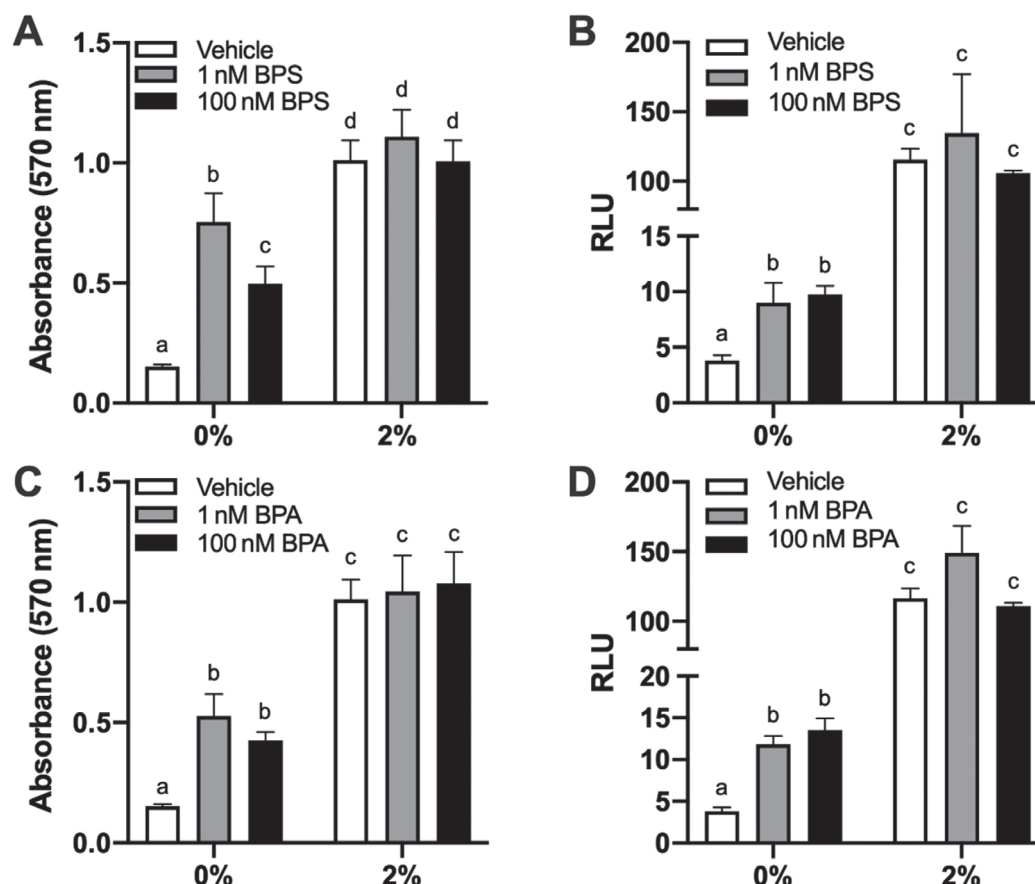 A
Absorbance (570 nm)
1.5
1.0
0.5
0.0
Vehicle
1 nM BPS
100 nM BPS
a
b
c
d
d
d
0%
2%
B
RLU
200
150
100
15
10
5
0
Vehicle
1 nM BPS
100 nM BPS
a
b
b
c
c
c
0%
2%
C
Absorbance (570 nm)
1.5
1.0
0.5
0.0
Vehicle
1 nM BPA
100 nM BPA
a
b
b
c
c
c
0%
2%
D
RLU
200
150
100
20
15
10
5
0
Vehicle
1 nM BPA
100 nM BPA
a
b
b
c
c
c
0%
2%